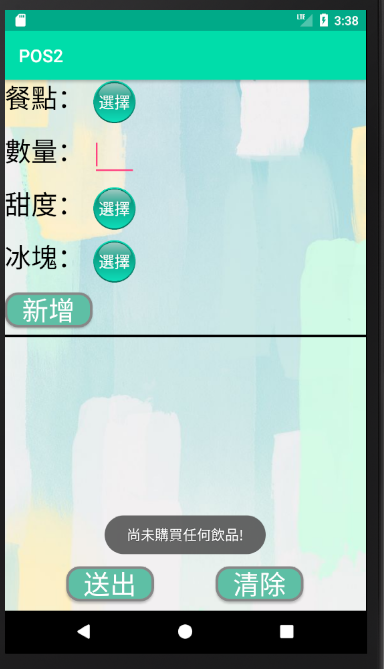 LTE 3:38
POS2
餐點： 選擇
數量：
甜度： 選擇
冰塊： 選擇
新增
尚未購買任何飲品!
送出 清除